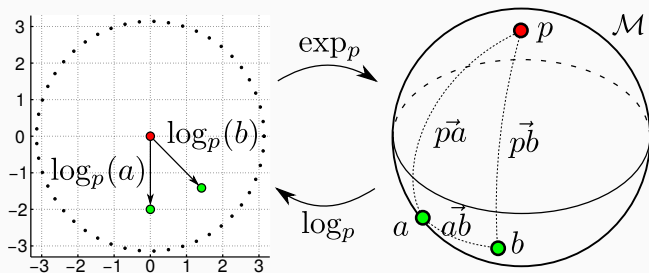 3
2
1
0
−1
−2
−3
−3 −2 −1 0 1 2 3
log_p(b)
log_p(a)
exp_p
log_p
p
ℳ
p⃗a
p⃗b
a
a⃗b
b